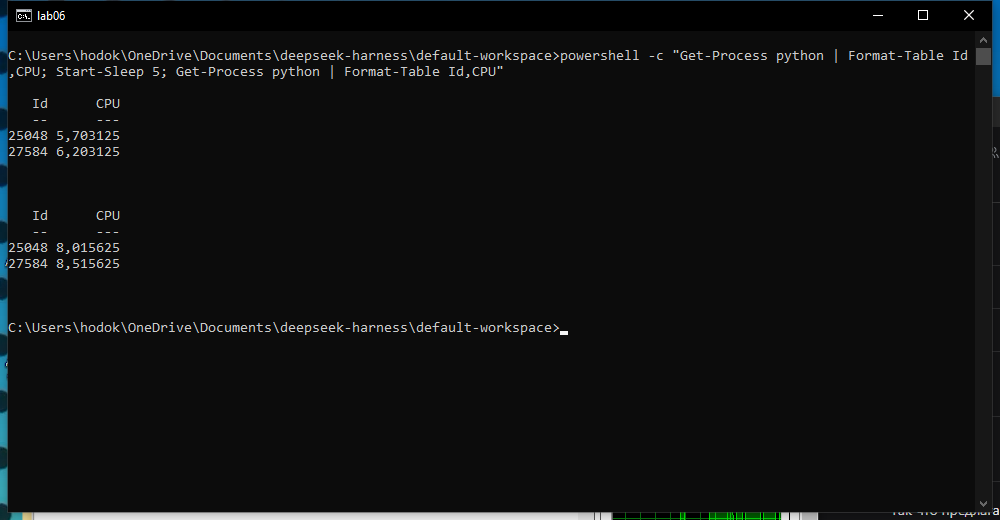 lab06
C:\Users\hodok\OneDrive\Documents\deepseek-harness\default-workspace>powershell -c "Get-Process python | Format-Table Id
,CPU; Start-Sleep 5; Get-Process python | Format-Table Id,CPU"
Id CPU
-- ---
25048 5,703125
27584 6,203125
Id CPU
-- ---
25048 8,015625
27584 8,515625
C:\Users\hodok\OneDrive\Documents\deepseek-harness\default-workspace>